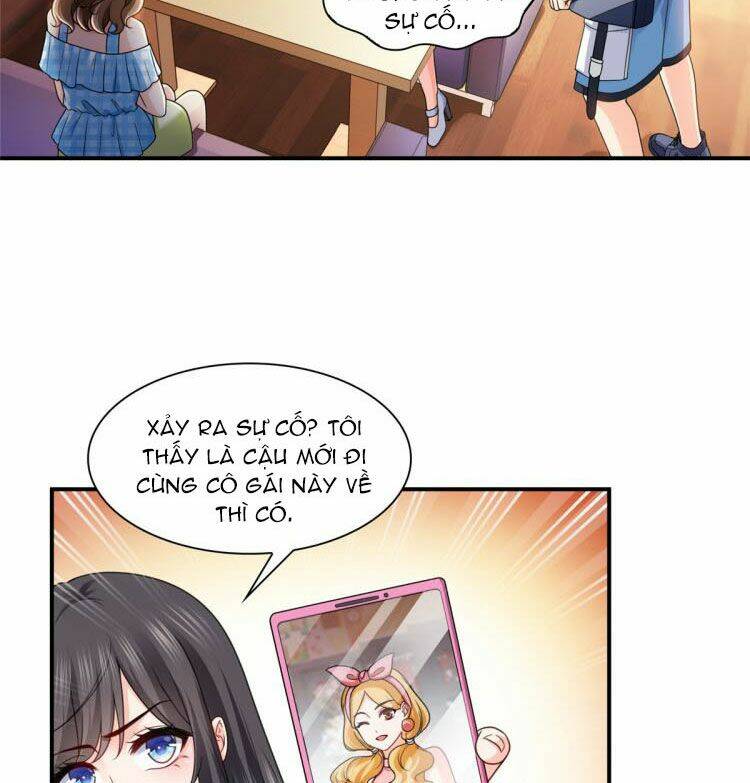 SỰ CỐ...
XẢY RA SỰ CỐ? TÔI
THẤY LÀ CẬU MỚI ĐI
CÙNG CÔ GÁI NÀY VỀ
THÌ CÓ.